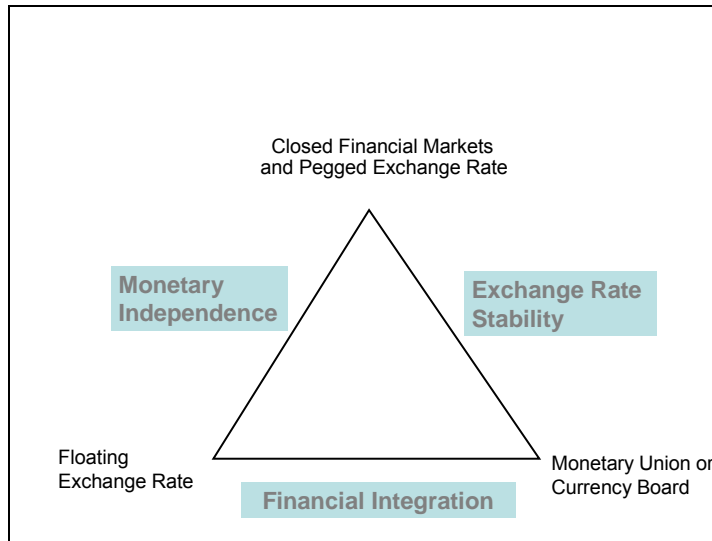 Closed Financial Markets
and Pegged Exchange Rate
Monetary
Independence
Exchange Rate
Stability
Floating
Exchange Rate
Monetary Union or
Currency Board
Financial Integration